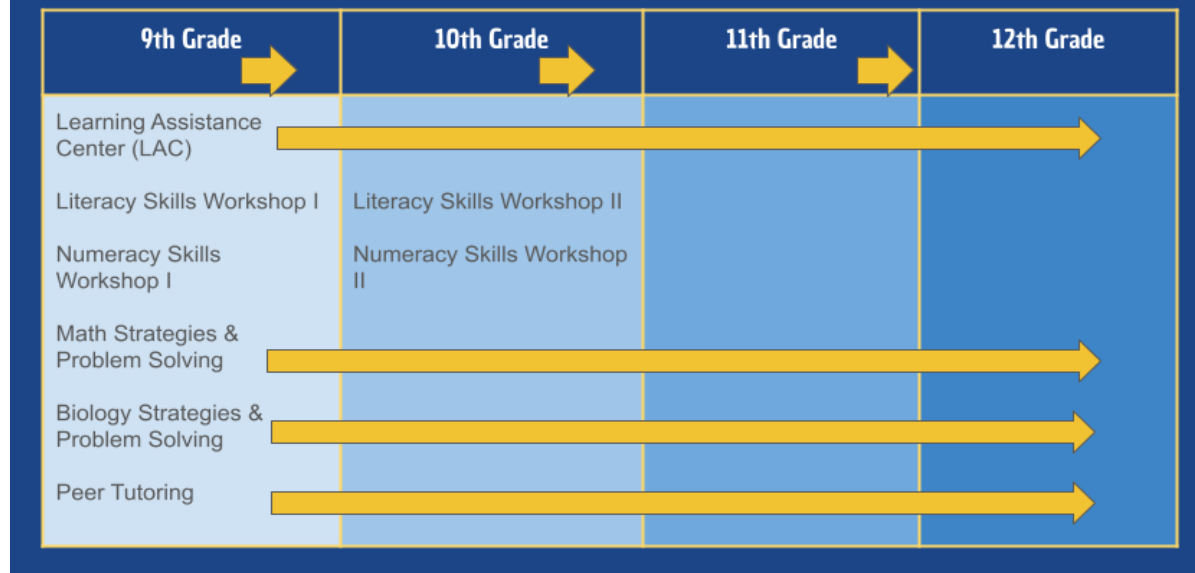 9th Grade
10th Grade
11th Grade
12th Grade
Learning Assistance
Center (LAC)
Literacy Skills Workshop I
Literacy Skills Workshop II
Numeracy Skills
Workshop I
Numeracy Skills Workshop
II
Math Strategies &
Problem Solving
Biology Strategies &
Problem Solving
Peer Tutoring